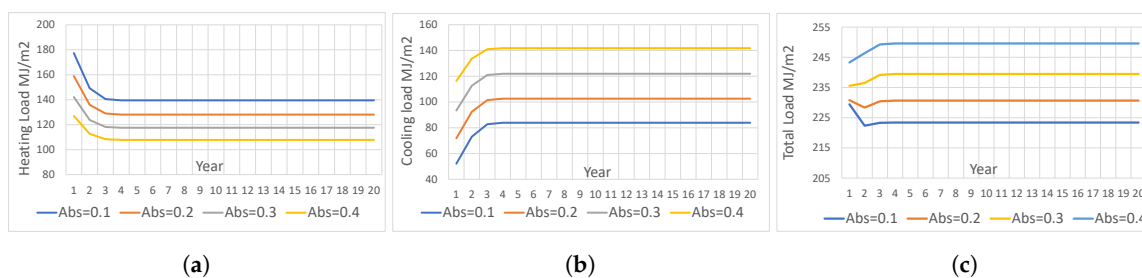 Heating Load MJ/m2
200
180
160
140
120
100
80
Year
1 2 3 4 5 6 7 8 9 10 11 12 13 14 15 16 17 18 19 20
Abs=0.1 Abs=0.2 Abs=0.3 Abs=0.4
(a)
Cooling load MJ/m2
160
140
120
100
80
60
40
Year
1 2 3 4 5 6 7 8 9 10 11 12 13 14 15 16 17 18 19 20
Abs=0.1 Abs=0.2 Abs=0.3 Abs=0.4
(b)
Total Load MJ/m2
255
245
235
225
215
205
Year
1 2 3 4 5 6 7 8 9 10 11 12 13 14 15 16 17 18 19 20
Abs=0.1 Abs=0.2 Abs=0.3 Abs=0.4
(c)